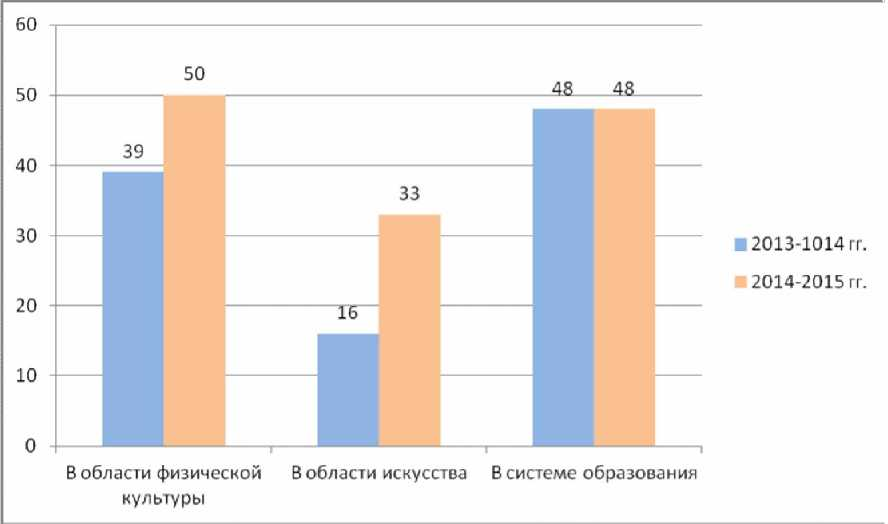 60
50
40
30
20
10
0
39
50
16
33
48
48
В области физической
культуры
В области искусства
В системе образования
2013-1014 гг.
2014-2015 гг.